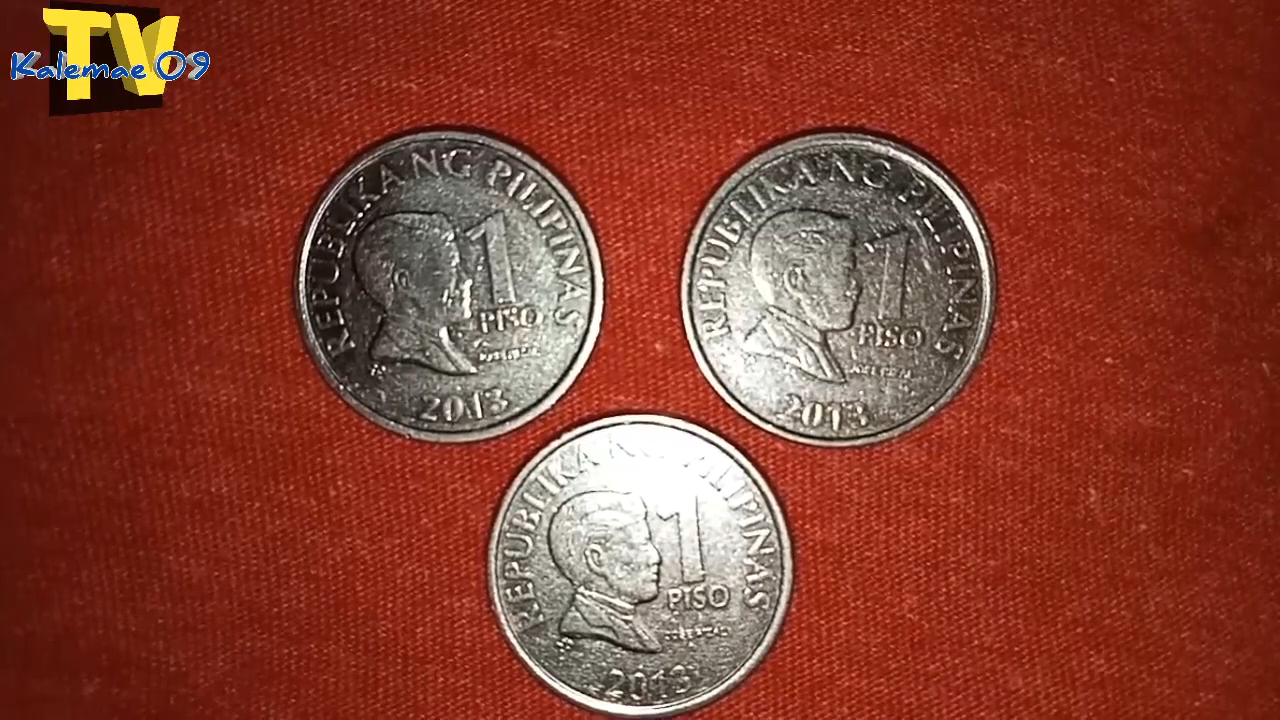 TV
Kalemae 09
REPUBLIKA NG PILIPINAS
1
PISO
2013
REPUBLIKA NG PILIPINAS
1
PISO
2013
REPUBLIKA NG PILIPINAS
1
PISO
2013